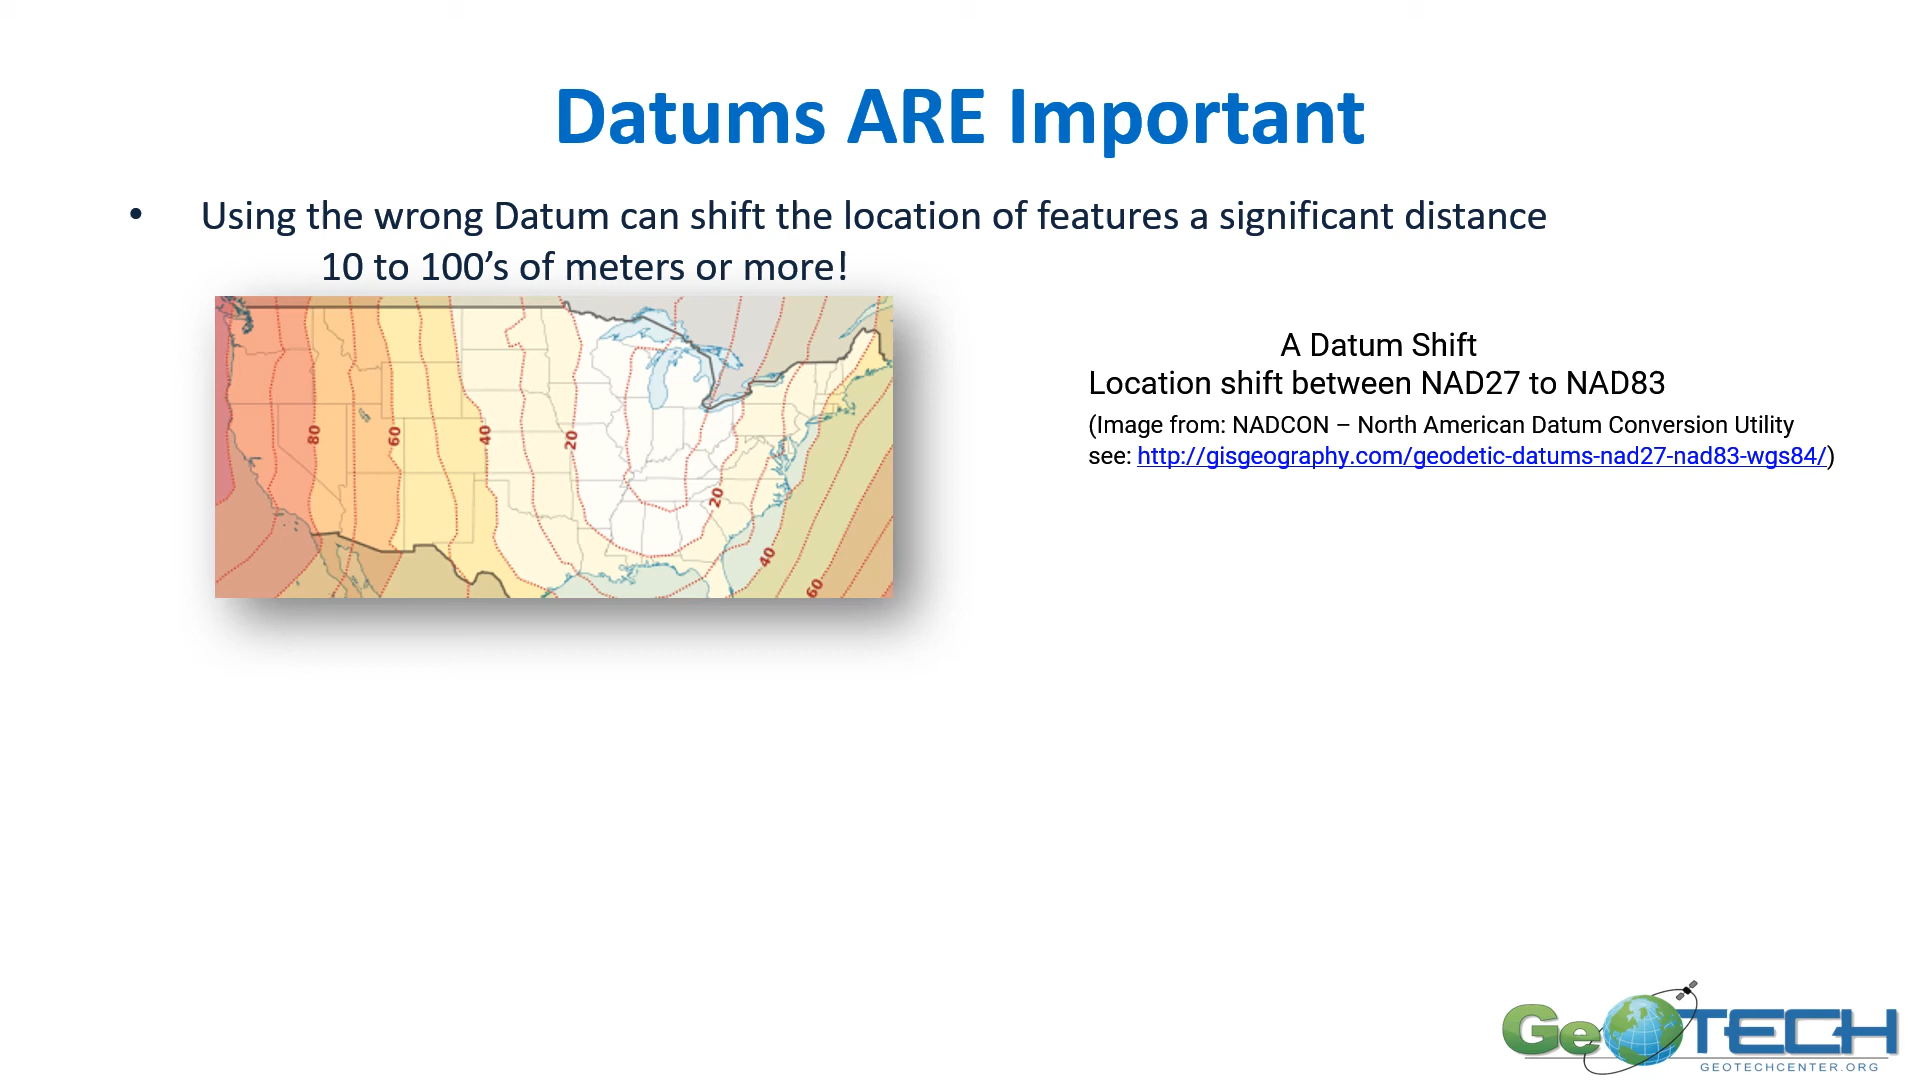 Datums ARE Important
• Using the wrong Datum can shift the location of features a significant distance
10 to 100’s of meters or more!
80
60
40
20
20
40
60
A Datum Shift
Location shift between NAD27 to NAD83
(Image from: NADCON – North American Datum Conversion Utility
see: http://gisgeography.com/geodetic-datums-nad27-nad83-wgs84/)
GeoTECH
GEOTECHCENTER.ORG